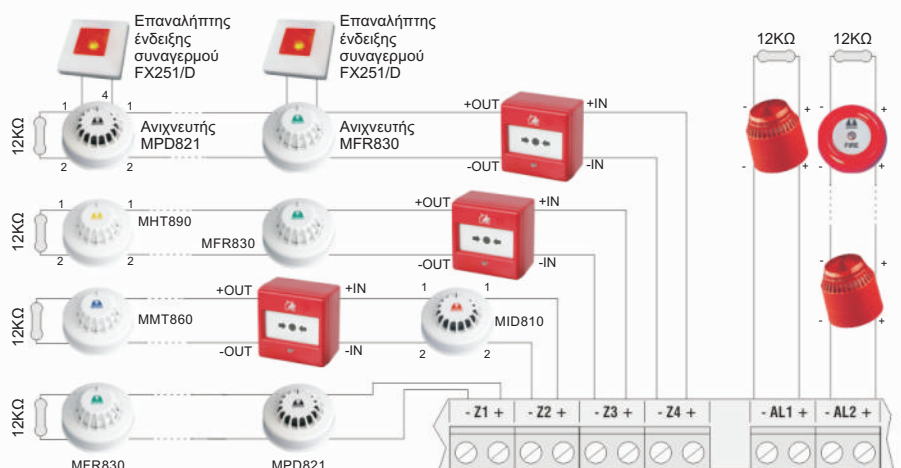 Επαναλήπτης
ένδειξης
συναγερμού
FX251/D
Επαναλήπτης
ένδειξης
συναγερμού
FX251/D
12KΩ
12KΩ
4
1
1
+OUT
+IN
-
+
-
+
12KΩ
Ανιχνευτής
MPD821
Ανιχνευτής
MFR830
FIRE
2
2
-OUT
-IN
-
+
-
+
1
1
+OUT
+IN
12KΩ
MHT890
MFR830
2
2
-OUT
-IN
-
+
+OUT
+IN
1
1
12KΩ
MMT860
MID810
-OUT
-IN
2
2
-
+
12KΩ
- Z1 +
- Z2 +
- Z3 +
- Z4 +
- AL1 +
- AL2 +
MFR830
MPD821